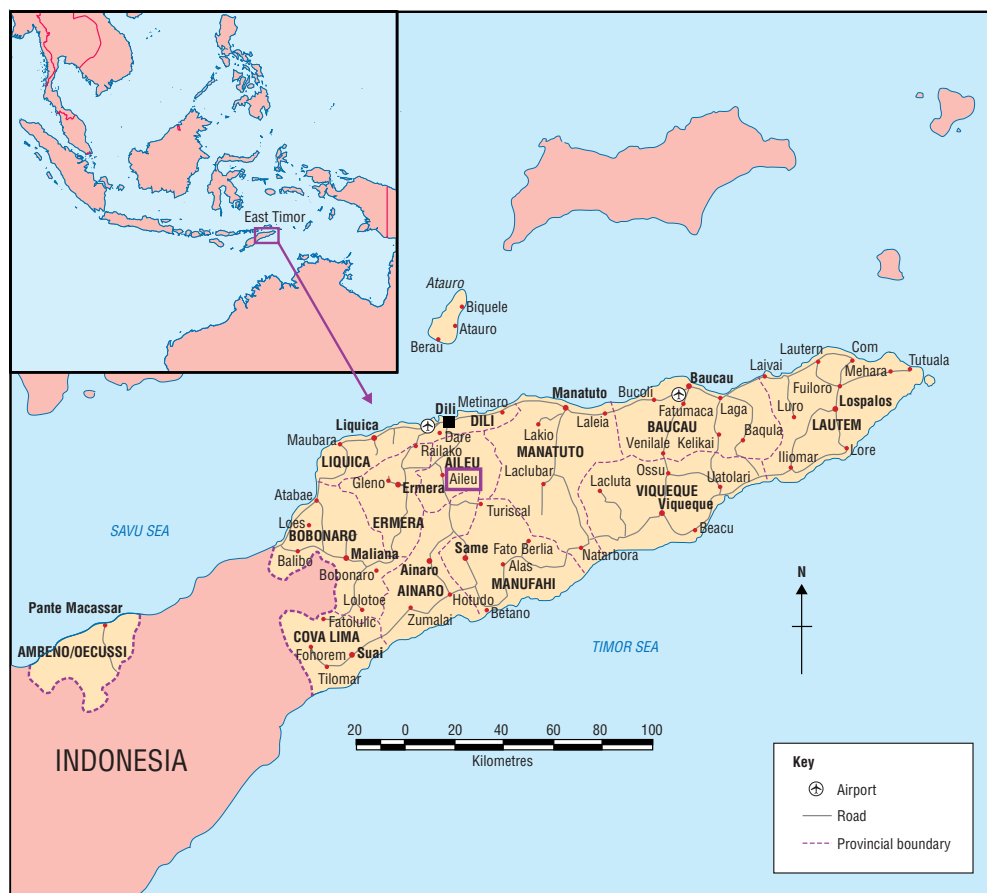 East Timor
Atauro
Biquele
Atauro
Berau
Lautern
Com
Tutuala
Laivai
Mehara
Baucau
Fuiloro
Manatuto
Bucoli
Metinaro
Dili
DILI
Fatumaca
Laga
Luro
Lospalos
Liquica
Laleia
BAUCAU
LAUTEM
Maubara
Dare
Lakio
Venilale
Kelikai
Baqula
Railako
MANATUTO
Lore
LIQUICA
AILEU
Iliomar
Gleno
Ermera
Aileu
Laclubar
Ossu
Uatolari
Lacluta
VIQUEQUE
Atabae
Viqueque
Turiscal
Loes
ERMERA
Beacu
SAVU SEA
BOBONARO
Balibo
Maliana
Same
Fato Berlia
Natarbora
Ainaro
Alas
Bobonaro
MANUFAHI
AINARO
Lolotoe
Hotudo
Pante Macassar
Zumalai
Betano
Fatolulic
COVA LIMA
AMBENO/OECUSSI
Fohorem
Suai
TIMOR SEA
Tilomar
N
INDONESIA
20 0 20 40 60 80 100
Kilometres
Key
Airport
Road
Provincial boundary